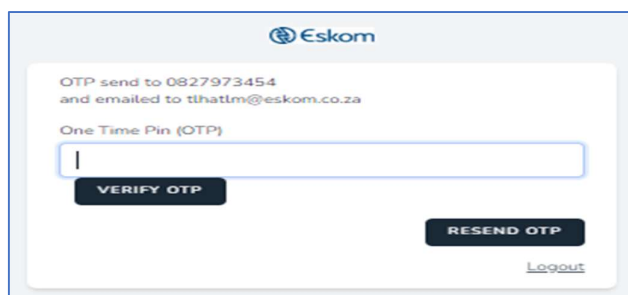 Eskom
OTP send to 0827973454
and emailed to tlhatlm@eskom.co.za
One Time Pin (OTP)
VERIFY OTP
RESEND OTP
Logout